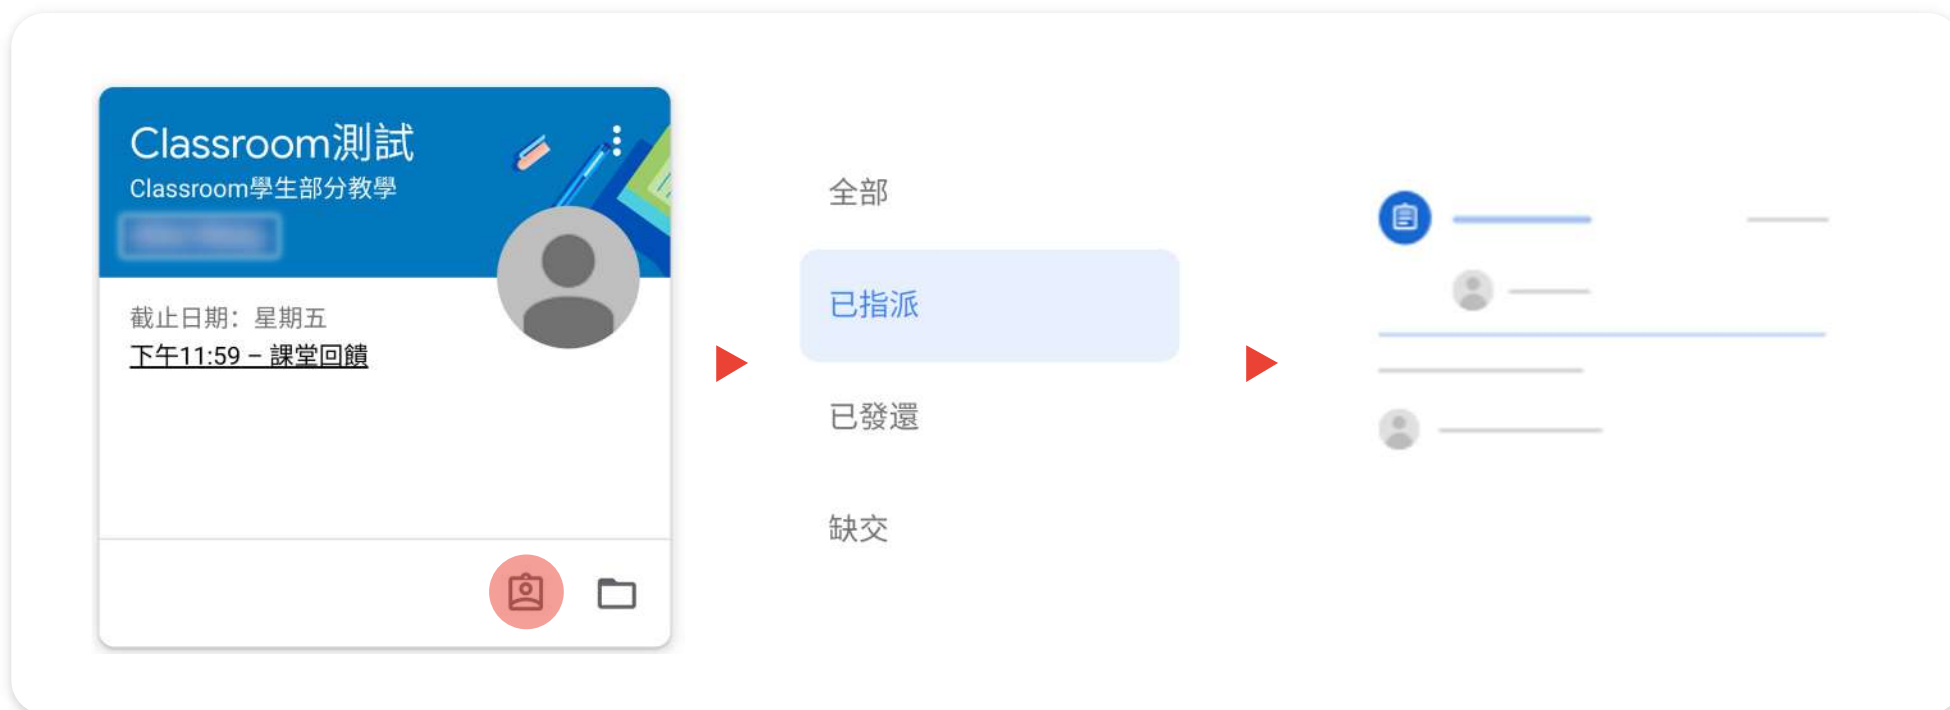 Classroom測試
Classroom學生部分教學
截止日期：星期五
下午11:59 – 課堂回饋
全部
已指派
已發還
缺交